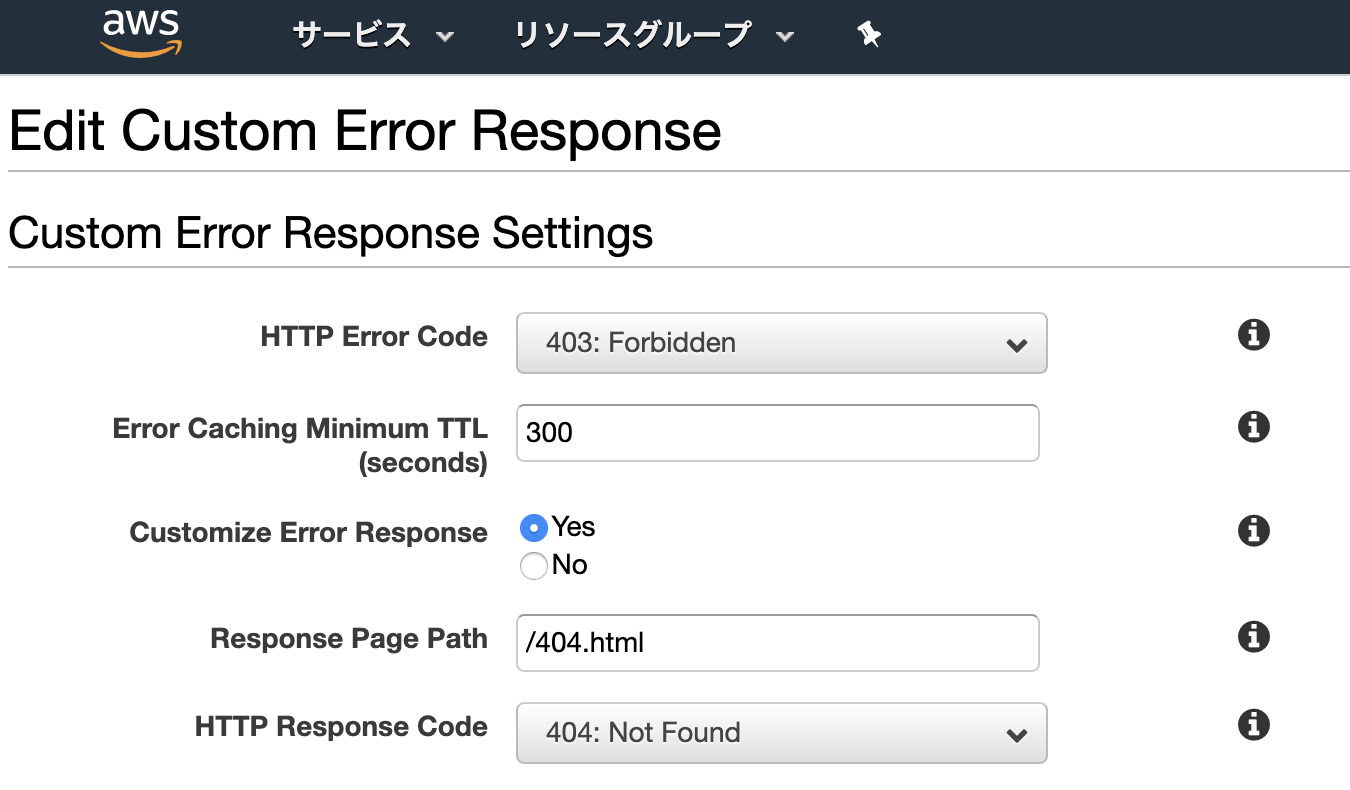 aws サービス リソースグループ
Edit Custom Error Response
Custom Error Response Settings
HTTP Error Code 403: Forbidden
Error Caching Minimum TTL 300
(seconds)
Customize Error Response Yes
No
Response Page Path /404.html
HTTP Response Code 404: Not Found